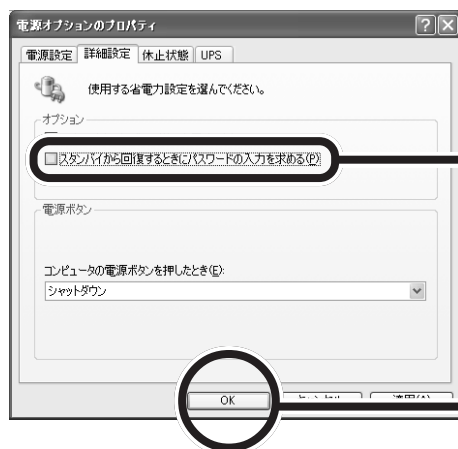 電源オプションのプロパティ
電源設定 詳細設定 休止状態 UPS
使用する省電力設定を選んでください。
オプション
スタンバイから回復するときにパスワードの入力を求める(P)
電源ボタン
コンピュータの電源ボタンを押したとき(E):
シャットダウン
OK